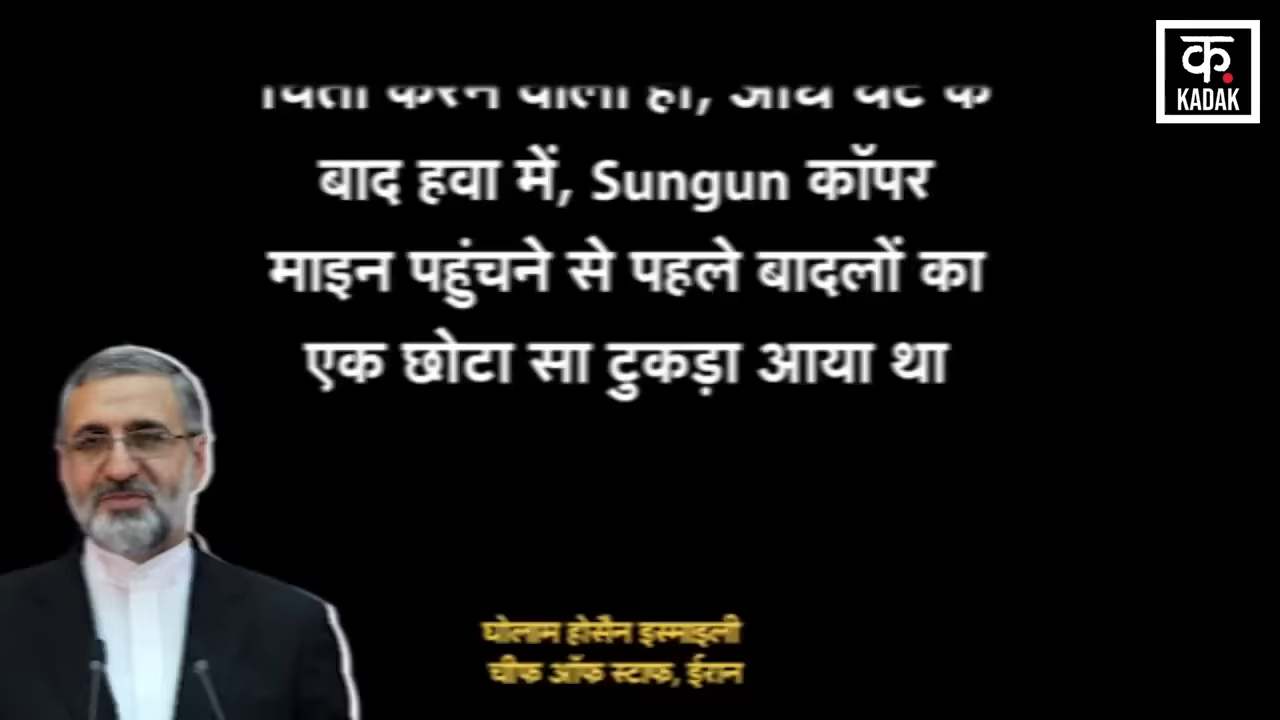 क
KADAK
बाद हवा में, Sungun कॉपर
माइन पहुंचने से पहले बादलों का
एक छोटा सा टुकड़ा आया था
घोलाम होसैन इस्माइली
चीफ ऑफ स्टाफ, ईरान